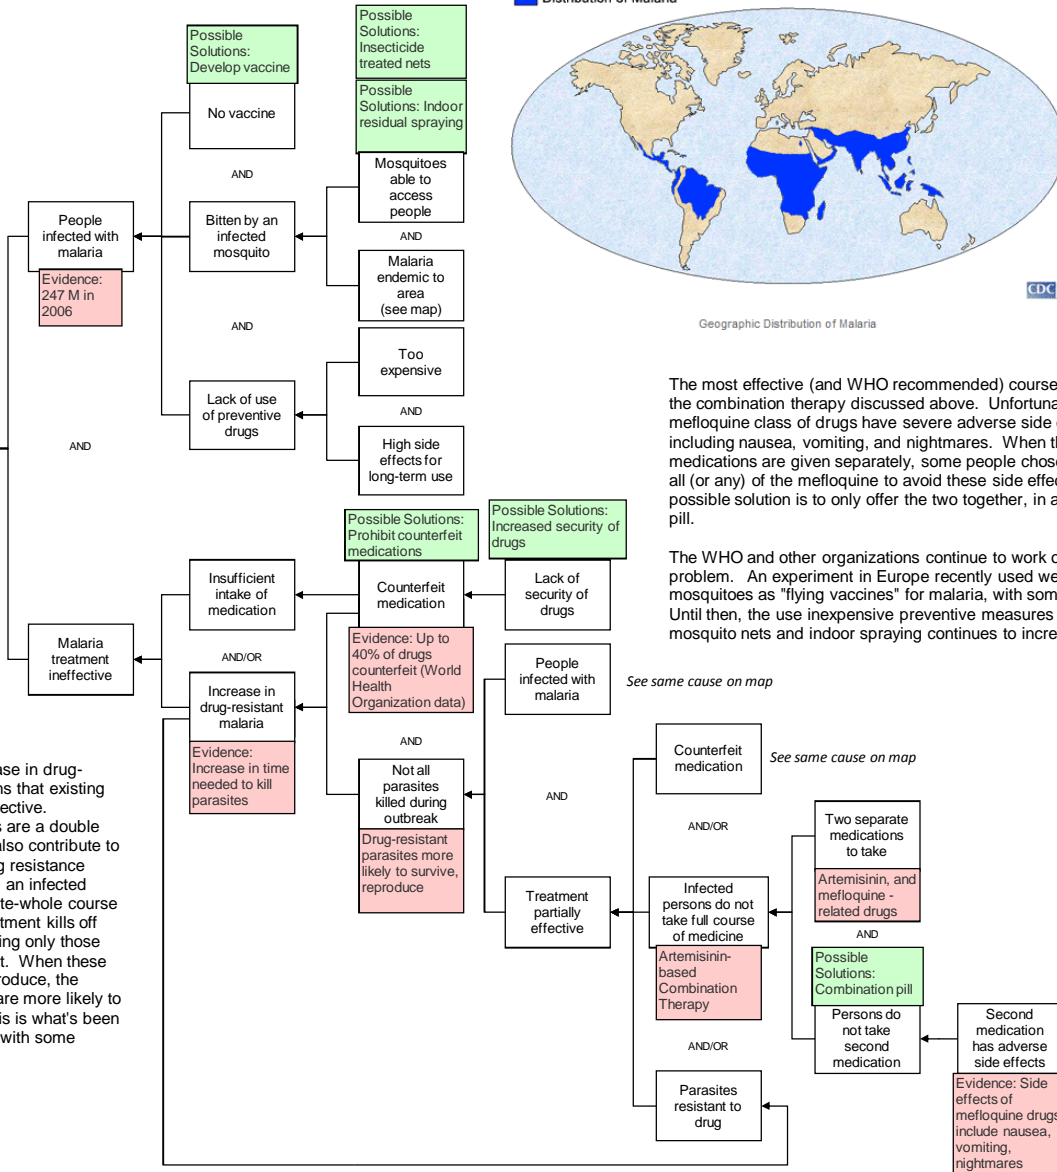 Distribution of Malaria
CDC
Geographic Distribution of Malaria
Possible
Solutions:
Develop vaccine
No vaccine
AND
Possible
Solutions:
Insecticide
treated nets
Possible
Solutions: Indoor
residual spraying
Mosquitoes
able to
access
people
AND
Malaria
endemic to
area
(see map)
People
infected with
malaria
Evidence:
247 M in
2006
Bitten by an
infected
mosquito
AND
Lack of use
of preventive
drugs
Too
expensive
AND
High side
effects for
long-term use
AND
The most effective (and WHO recommended) course
the combination therapy discussed above. Unfortuna
mefloquine class of drugs have severe adverse side
including nausea, vomiting, and nightmares. When th
medications are given separately, some people chose
all (or any) of the mefloquine to avoid these side effec
possible solution is to only offer the two together, in a
pill.
The WHO and other organizations continue to work o
problem. An experiment in Europe recently used we
mosquitoes as "flying vaccines" for malaria, with som
Until then, the use inexpensive preventive measures
mosquito nets and indoor spraying continues to incre
Possible Solutions:
Prohibit counterfeit
medications
Possible Solutions:
Increased security of
drugs
Insufficient
intake of
medication
Counterfeit
medication
Lack of
security of
drugs
Evidence: Up to
40% of drugs
counterfeit (World
Health
Organization data)
Malaria
treatment
ineffective
AND/OR
Increase in
drug-resistant
malaria
Evidence:
Increase in time
needed to kill
parasites
AND
Not all
parasites
killed during
outbreak
Drug-resistant
parasites more
likely to survive,
reproduce
People
infected with
malaria
See same cause on map
AND
Treatment
partially
effective
Counterfeit
medication
See same cause on map
AND/OR
Infected
persons do not
take full course
of medicine
Artemisinin-
based
Combination
Therapy
AND/OR
Parasites
resistant to
drug
Two separate
medications
to take
Artemisinin, and
mefloquine -
related drugs
AND
Possible
Solutions:
Combination pill
Persons do
not take
second
medication
Second
medication
has adverse
side effects
Evidence: Side
effects of
mefloquine drugs
include nausea,
vomiting,
nightmares
ase in drug-
ns that existing
ective.
s are a double
also contribute to
g resistance
an infected
te-whole course
tment kills off
ing only those
t. When these
roduce, the
are more likely to
is is what's been
with some